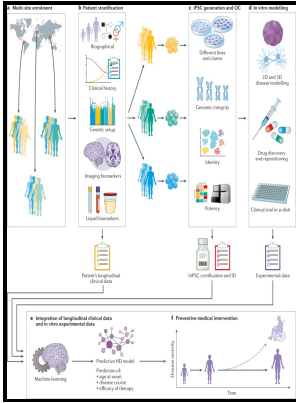 a Multi-site enrolment
b Patient stratification
c iPSC generation and QC
d In vitro modelling
Biographical
Clinical history
Genetic setup
Imaging biomarkers
Liquid biomarkers
Different lines
and clones
Genomic integrity
Identity
Potency
2D and 3D
disease modelling
Drug discovery
and repositioning
Clinical trial in-a-dish
Patient's longitudinal
clinical data
hiPSC certification and ID
Experimental data
e Integration of longitudinal clinical data
and in vitro experimental data
Machine learning
Predictive HD model
Prediction of:
• age at onset
• disease course
• efficacy of therapy
f Preventive medical intervention
Disease severity
Time